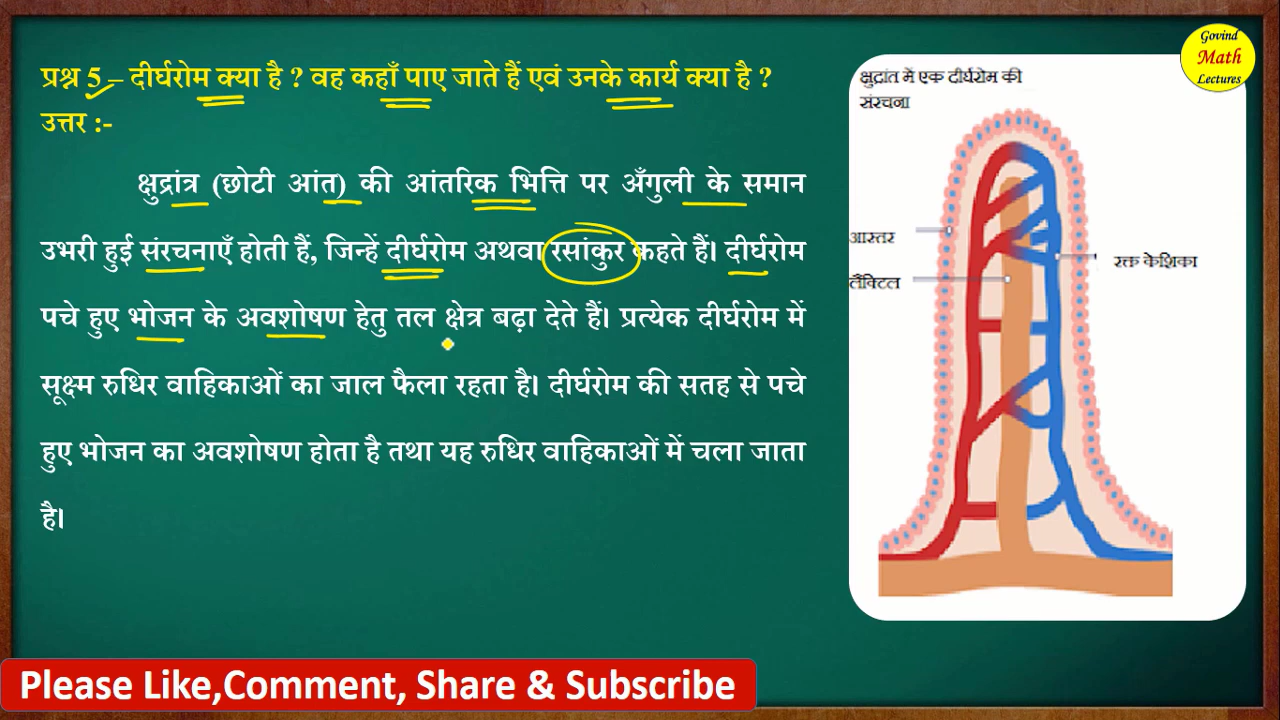 प्रश्न 5 – दीर्घरोम क्या है ? वह कहाँ पाए जाते हैं एवं उनके कार्य क्या है ?
उत्तर :-
क्षुद्रांत्र (छोटी आंत) की आंतरिक भित्ति पर अँगुली के समान
उभरी हुई संरचनाएँ होती हैं, जिन्हें दीर्घरोम अथवा रसांकुर कहते हैं। दीर्घरोम
पचे हुए भोजन के अवशोषण हेतु तल क्षेत्र बढ़ा देते हैं। प्रत्येक दीर्घरोम में
सूक्ष्म रुधिर वाहिकाओं का जाल फैला रहता है। दीर्घरोम की सतह से पचे
हुए भोजन का अवशोषण होता है तथा यह रुधिर वाहिकाओं में चला जाता
है।
Govind
Math
Lectures
क्षुद्रांत में एक दीर्घरोम की
संरचना
आस्तर
रक्त केशिका
लैक्टिल
Please Like,Comment, Share & Subscribe